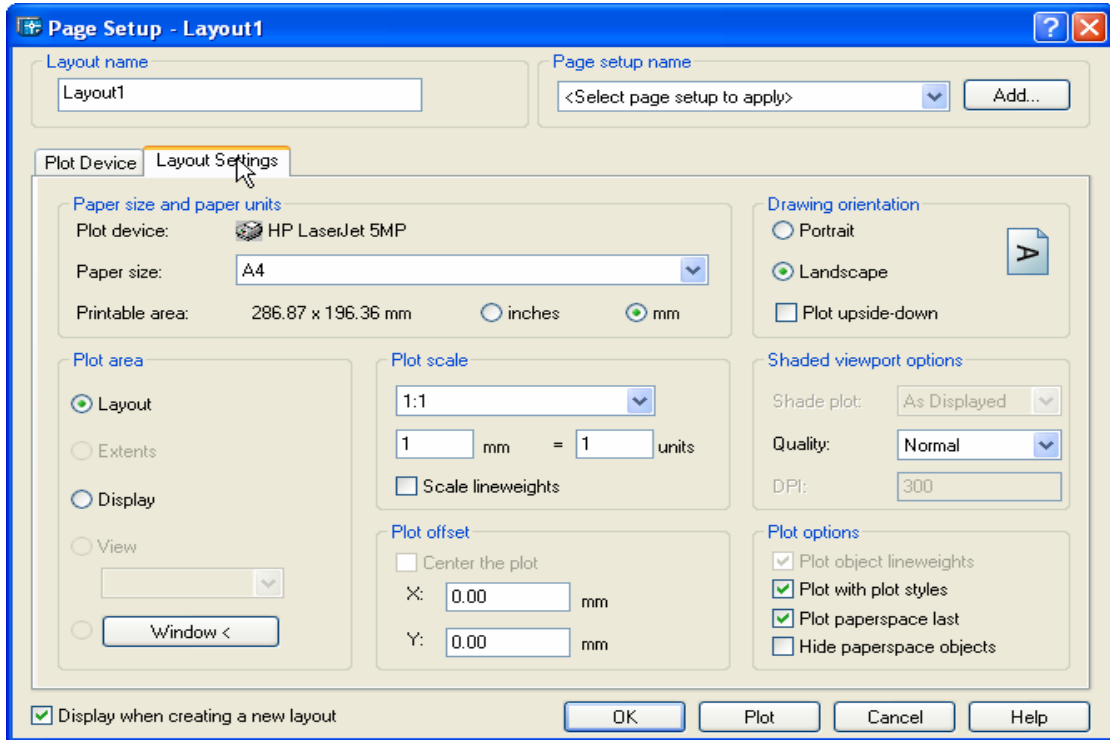 Page Setup - Layout1
Layout name
Layout1
Page setup name
<Select page setup to apply>
Add...
Plot Device
Layout Settings
Paper size and paper units
Plot device: HP LaserJet 5MP
Paper size: A4
Printable area: 286.87 x 196.36 mm inches mm
Drawing orientation
Portrait
Landscape
A
Plot upside-down
Plot area
Layout
Extents
Display
View
Window <
Plot scale
1:1
1 mm = 1 units
Scale lineweights
Plot offset
Center the plot
X: 0.00 mm
Y: 0.00 mm
Shaded viewport options
Shade plot: As Displayed
Quality: Normal
DPI: 300
Plot options
Plot object lineweights
Plot with plot styles
Plot paperspace last
Hide paperspace objects
Display when creating a new layout
OK
Plot
Cancel
Help